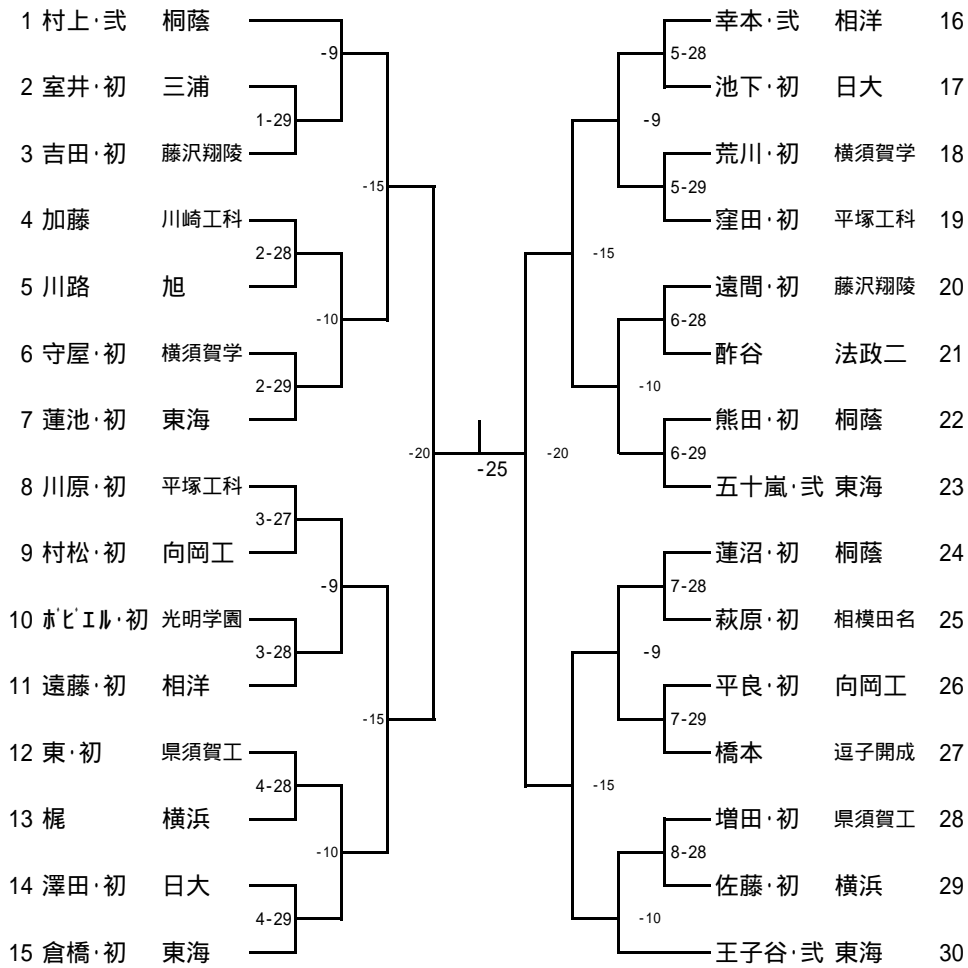 1 村上·弐 桐蔭
-9
2 室井·初 三浦
1-29
3 吉田·初 藤沢翔陵
-15
4 加藤 川崎工科
2-28
5 川路 旭
-10
6 守屋·初 横須賀学
2-29
7 蓮池·初 東海
-20
8 川原·初 平塚工科
3-27
9 村松·初 向岡工
-9
10 ﾎﾞﾋﾞｴﾙ·初 光明学園
3-28
11 遠藤·初 相洋
-15
12 東·初 県須賀工
4-28
13 梶 横浜
-10
14 澤田·初 日大
4-29
15 倉橋·初 東海
-25
幸本·弐 相洋 16
5-28
池下·初 日大 17
-9
荒川·初 横須賀学 18
5-29
窪田·初 平塚工科 19
-15
遠間·初 藤沢翔陵 20
6-28
酢谷 法政二 21
-10
熊田·初 桐蔭 22
6-29
五十嵐·弐 東海 23
-20
蓮沼·初 桐蔭 24
7-28
萩原·初 相模田名 25
-9
平良·初 向岡工 26
7-29
橋本 逗子開成 27
-15
増田·初 県須賀工 28
8-28
佐藤·初 横浜 29
-10
王子谷·弐 東海 30